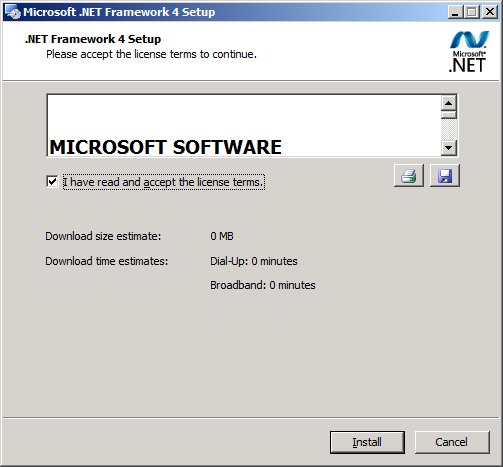 Microsoft .NET Framework 4 Setup
.NET Framework 4 Setup
Please accept the license terms to continue.
Microsoft®
.NET
MICROSOFT SOFTWARE
I have read and accept the license terms.
Download size estimate: 0 MB
Download time estimates: Dial-Up: 0 minutes
Broadband: 0 minutes
Install Cancel